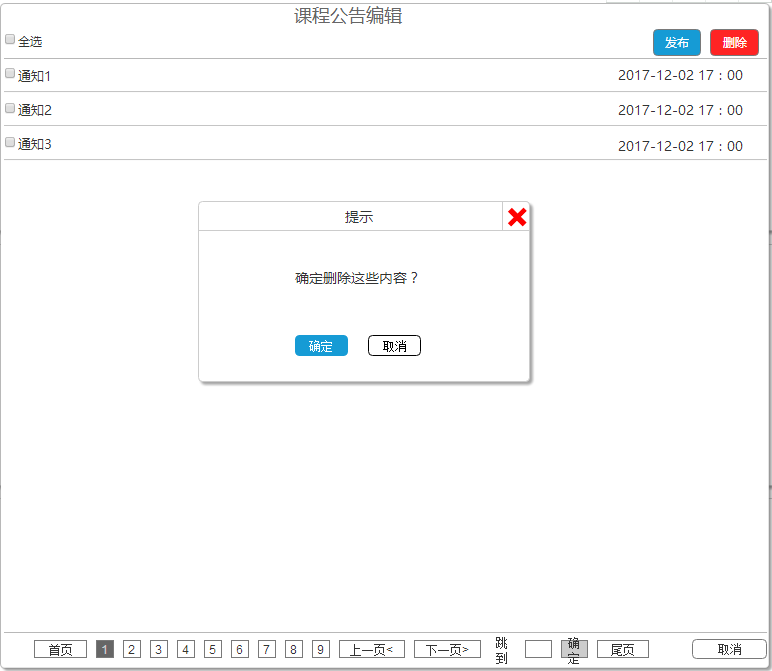 课程公告编辑
全选 发布 删除
通知1 2017-12-02 17：00
通知2 2017-12-02 17：00
通知3 2017-12-02 17：00
提示
确定删除这些内容？
确定 取消
首页 1 2 3 4 5 6 7 8 9 上一页< 下一页> 跳到 确定 尾页 取消